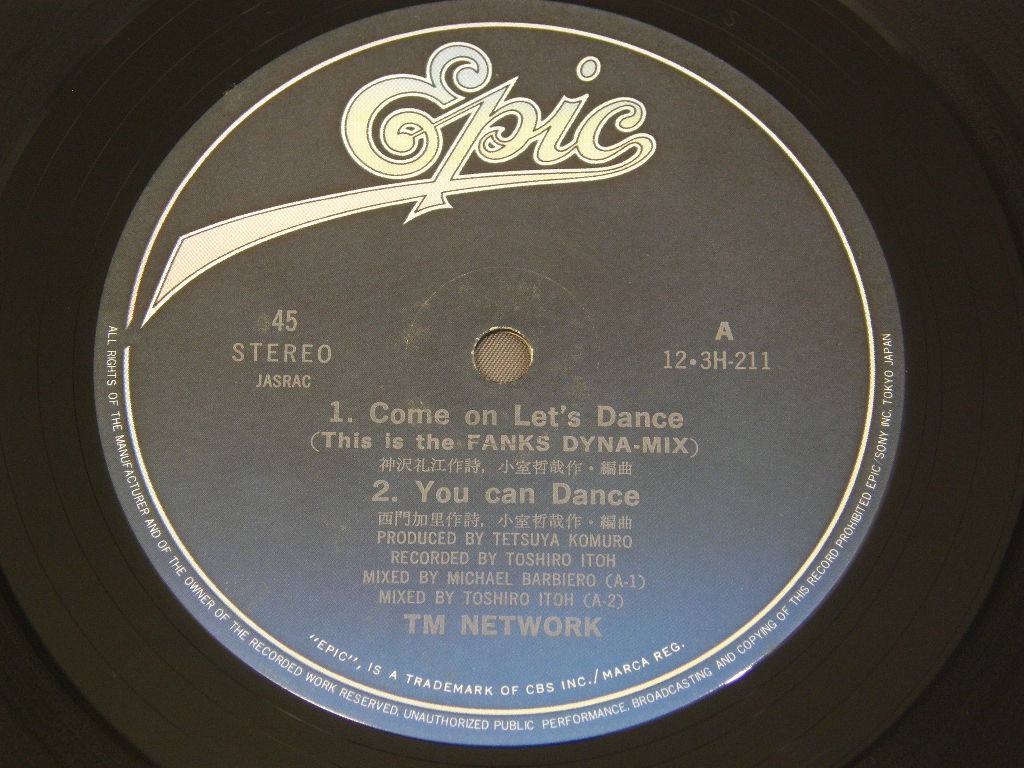 Epic
45
STEREO
JASRAC
A
12•3H-211
1. Come on Let's Dance
(This is the FANKS DYNA-MIX)
神沢礼江作詩, 小室哲哉作・編曲
2. You can Dance
西門加里作詩, 小室哲哉作・編曲
PRODUCED BY TETSUYA KOMURO
RECORDED BY TOSHIRO ITOH
MIXED BY MICHAEL BARBIERO (A-1)
MIXED BY TOSHIRO ITOH (A-2)
TM NETWORK
"EPIC", IS A TRADEMARK OF CBS INC./MARCA REG.
ALL RIGHTS OF THE MANUFACTURER AND OF THE OWNER OF THE RECORDED WORK RESERVED, UNAUTHORIZED PUBLIC PERFORMANCE, BROADCASTING AND COPYING OF THIS RECORD PROHIBITED EPIC/SONY INC. TOKYO JAPAN